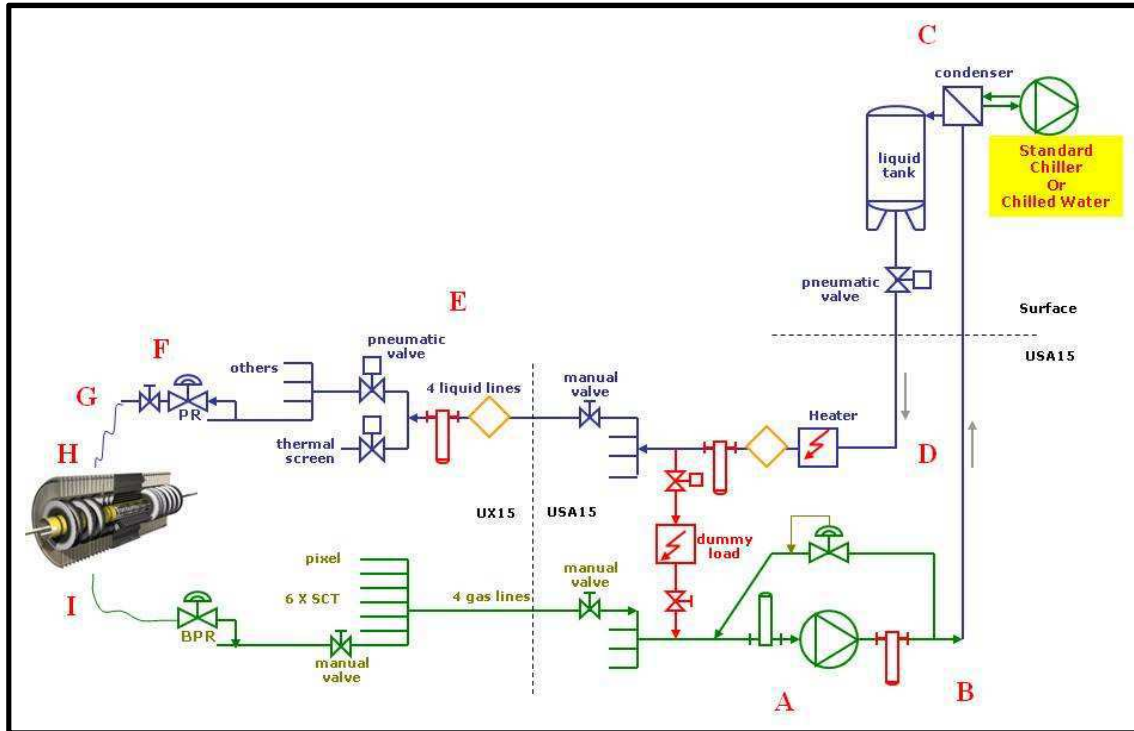 C
condenser
liquid
tank
Standard
Chiller
Or
Chilled Water
pneumatic
valve
Surface
USA15
E
F
pneumatic
valve
others
4 liquid lines
manual
valve
Heater
G
PR
H
thermal
screen
D
UX15
USA15
dummy
load
pixel
manual
valve
I
6 X SCT
4 gas lines
BPR
manual
valve
A
B